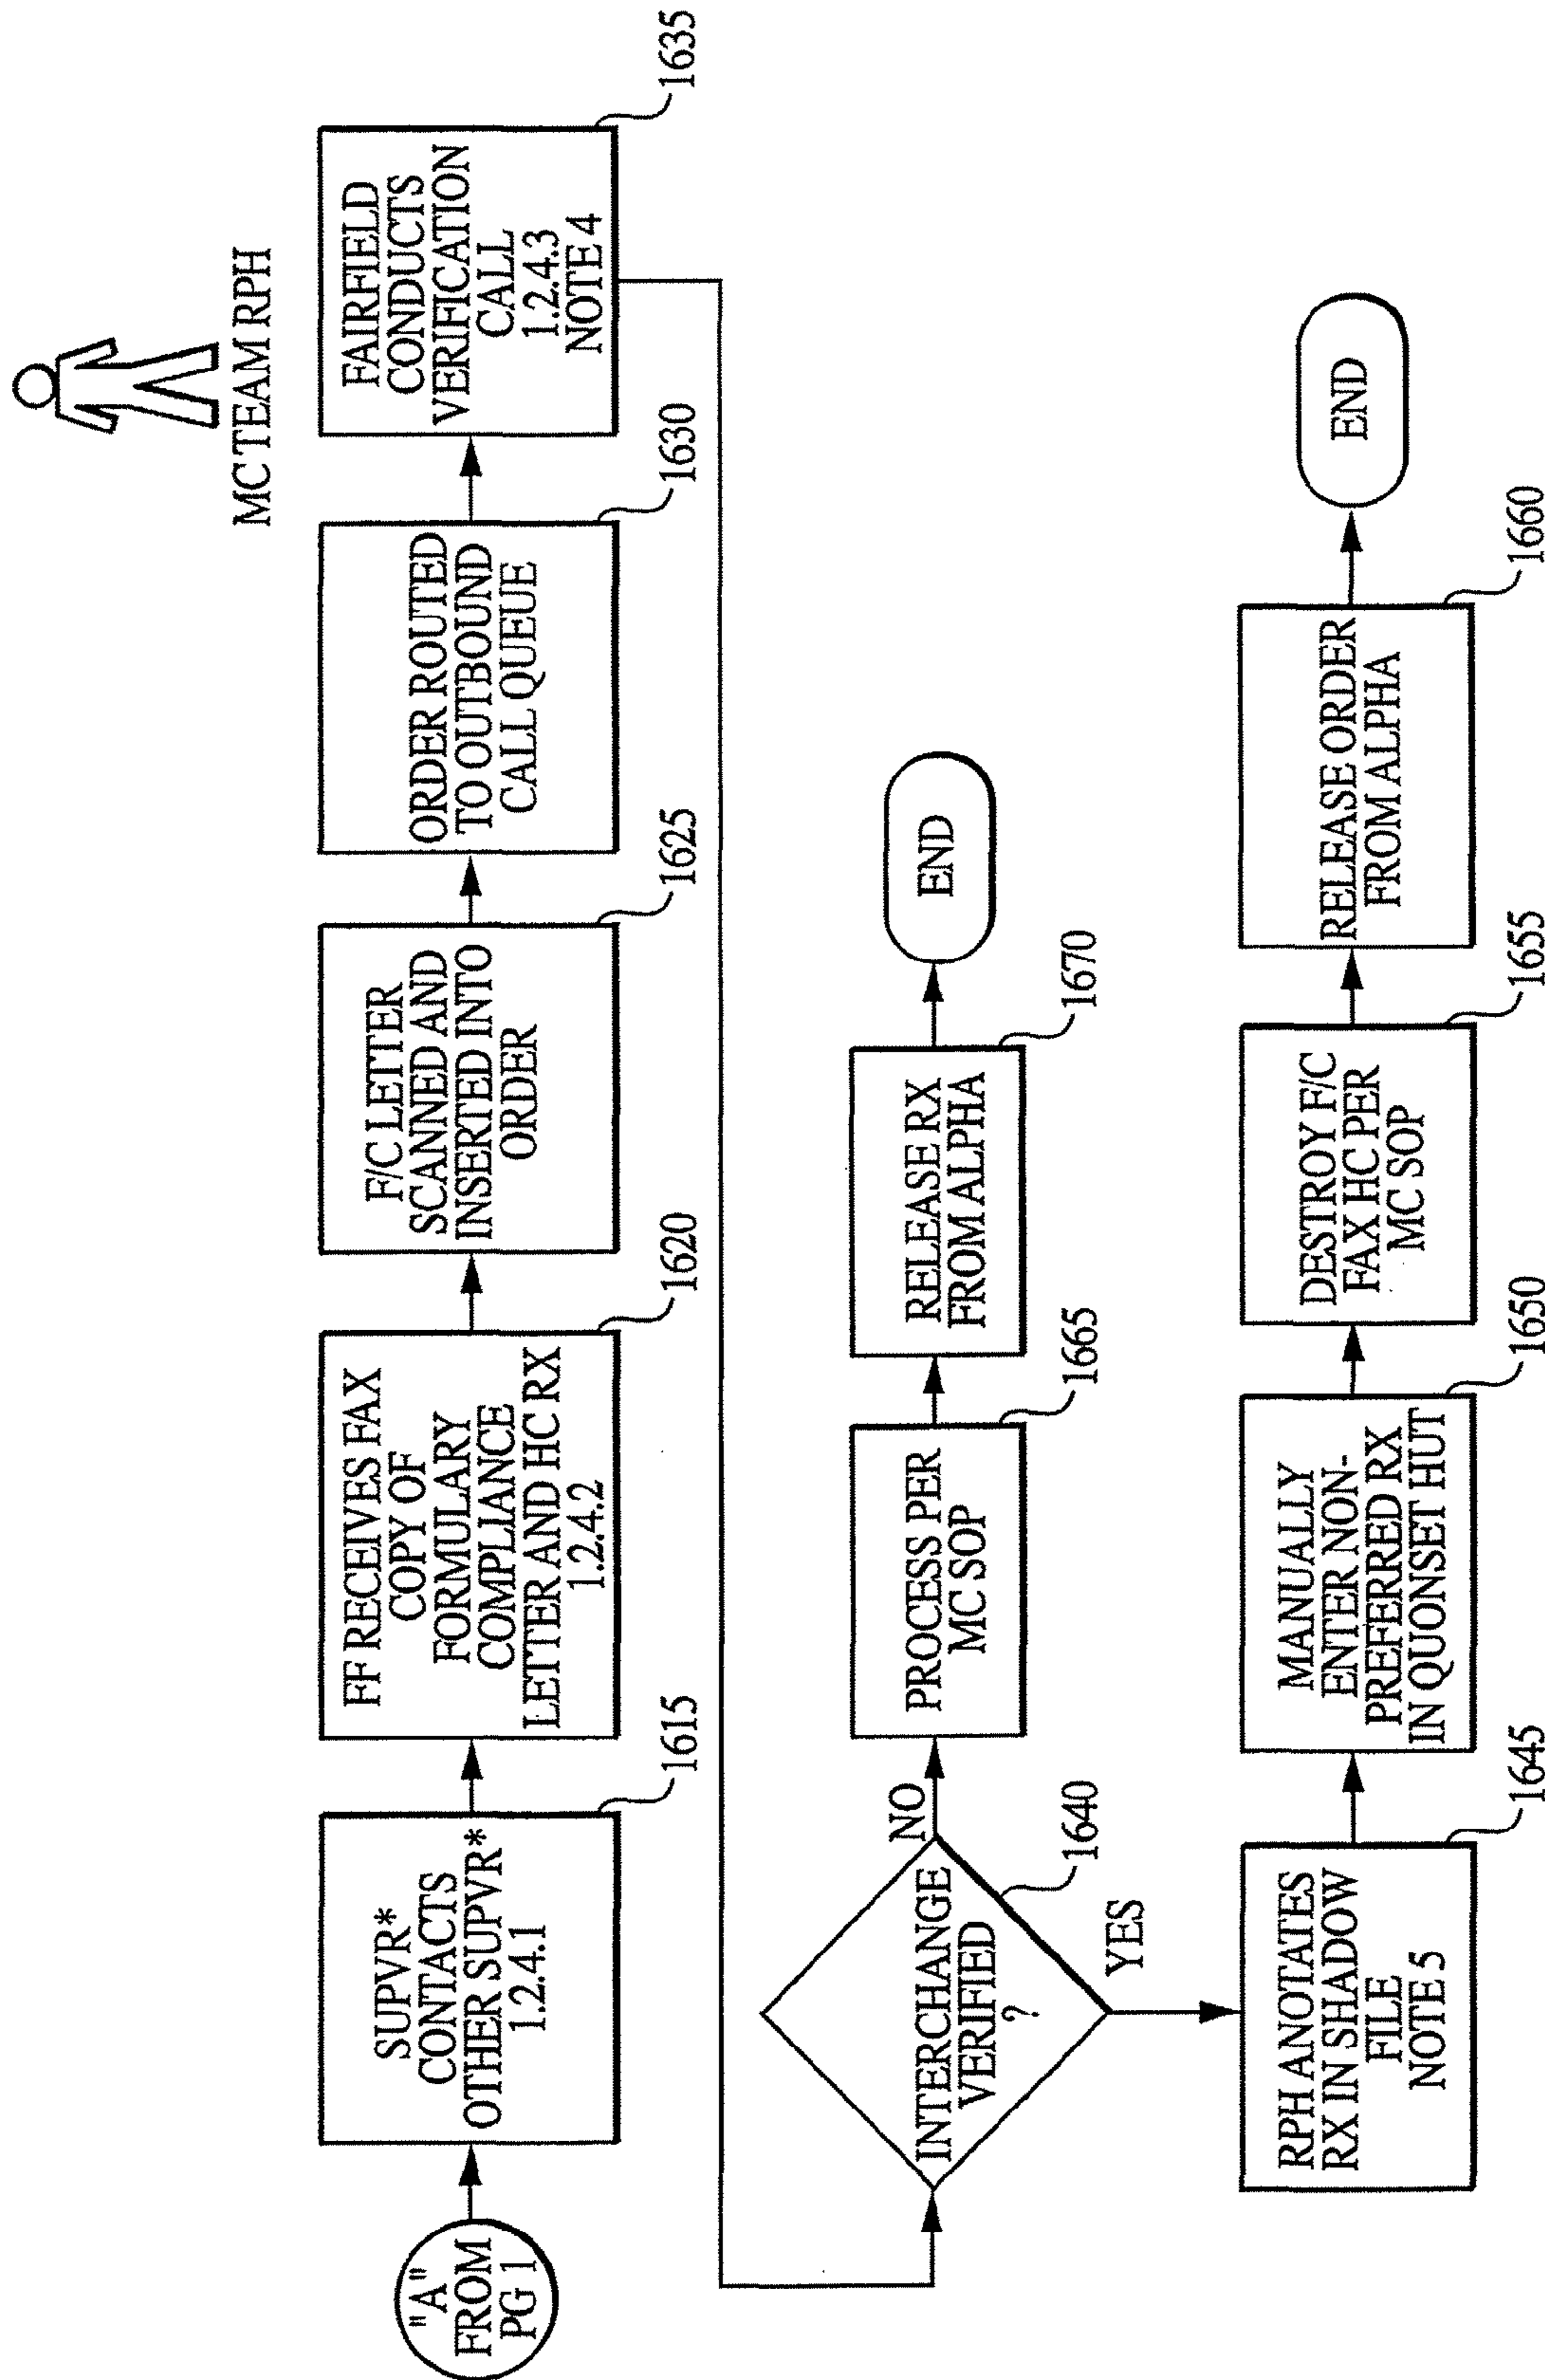 MC TEAM RPH
"A"
FROM
PG 1
SUPVR*
CONTACTS
OTHER SUPVR*
1.2.4.1
1615
FF RECEIVES FAX
COPY OF
FORMULARY
COMPLIANCE
LETTER AND HC RX
1.2.4.2
1620
F/C LETTER
SCANNED AND
INSERTED INTO
ORDER
1625
ORDER ROUTED
TO OUTBOUND
CALL QUEUE
1630
FAIRFIELD
CONDUCTS
VERIFICATION
CALL
1.2.4.3
NOTE 4
1635
INTERCHANGE
VERIFIED
?
1640
NO
PROCESS PER
MC SOP
1665
RELEASE RX
FROM ALPHA
1670
END
YES
RPH ANOTATES
RX IN SHADOW
FILE
NOTE 5
1645
MANUALLY
ENTER NON-
PREFERRED RX
IN QUONSET HUT
1650
DESTROY F/C
FAX HC PER
MC SOP
1655
RELEASE ORDER
FROM ALPHA
1660
END